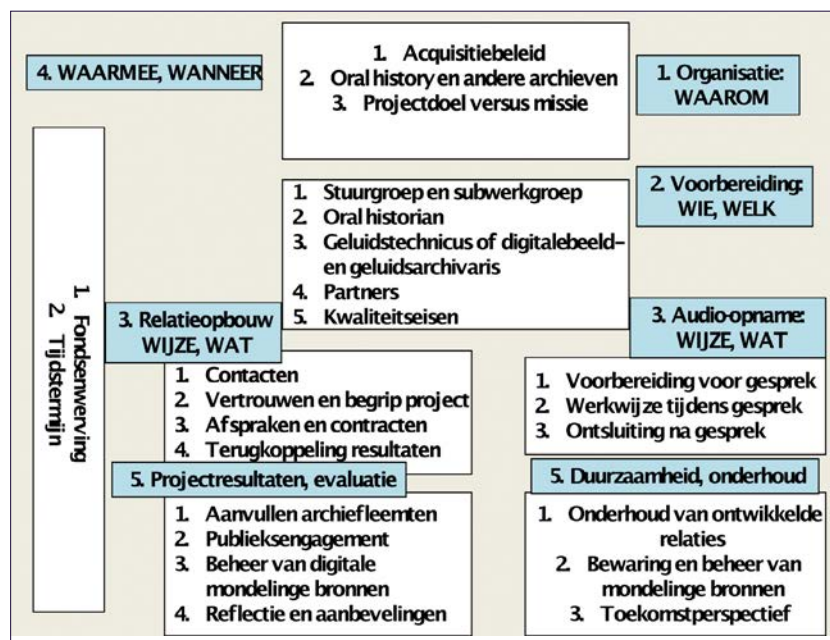 4. WAARMEE, WANNEER
1. Acquisitiebeleid
2. Oral history en andere archieven
3. Projectdoel versus missie
1. Organisatie:
WAAROM
2. Voorbereiding:
WIE, WELK
1. Stuurgroep en subwerkgroep
2. Oral historian
3. Geluidstechnicus of digitalebeeld-
en geluidsarchivaris
4. Partners
5. Kwaliteitseisen
1. Fondsenwerving
2. Tijdstermijn
3. Relatieopbouw
WIJZE, WAT
1. Contacten
2. Vertrouwen en begrip project
3. Afspraken en contracten
4. Terugkoppeling resultaten
3. Audio-opname:
WIJZE, WAT
1. Voorbereiding voor gesprek
2. Werkwijze tijdens gesprek
3. Ontsluiting na gesprek
5. Projectresultaten, evaluatie
1. Aanvullen archiefleemten
2. Publieksengagement
3. Beheer van digitale
mondelinge bronnen
4. Reflectie en aanbevelingen
5. Duurzaamheid, onderhoud
1. Onderhoud van ontwikkelde
relaties
2. Bewaring en beheer van
mondelinge bronnen
3. Toekomstperspectief